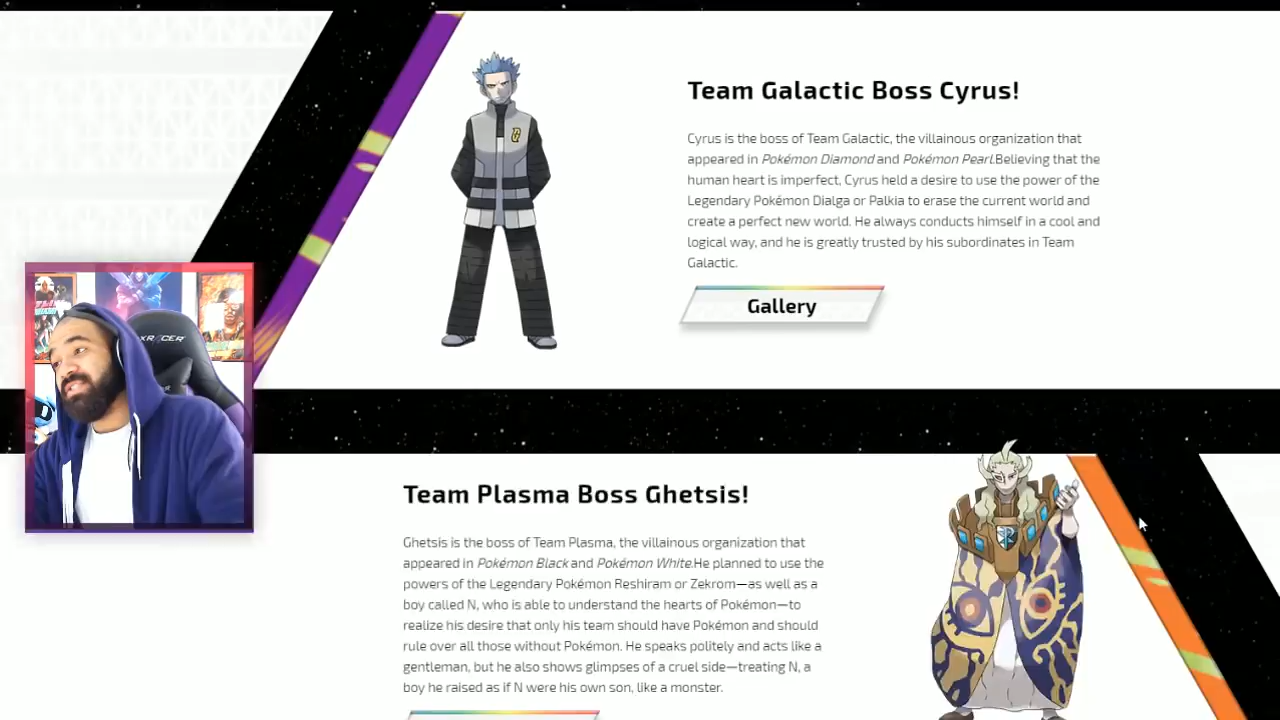 Team Galactic Boss Cyrus!
Cyrus is the boss of Team Galactic, the villainous organization that
appeared in Pokémon Diamond and Pokémon Pearl.Believing that the
human heart is imperfect, Cyrus held a desire to use the power of the
Legendary Pokémon Dialga or Palkia to erase the current world and
create a perfect new world. He always conducts himself in a cool and
logical way, and he is greatly trusted by his subordinates in Team
Galactic.
Gallery
XRACER
Team Plasma Boss Ghetsis!
Ghetsis is the boss of Team Plasma, the villainous organization that
appeared in Pokémon Black and Pokémon White.He planned to use the
powers of the Legendary Pokémon Reshiram or Zekrom—as well as a
boy called N, who is able to understand the hearts of Pokémon—to
realize his desire that only his team should have Pokémon and should
rule over all those without Pokémon. He speaks politely and acts like a
gentleman, but he also shows glimpses of a cruel side—treating N, a
boy he raised as if N were his own son, like a monster.